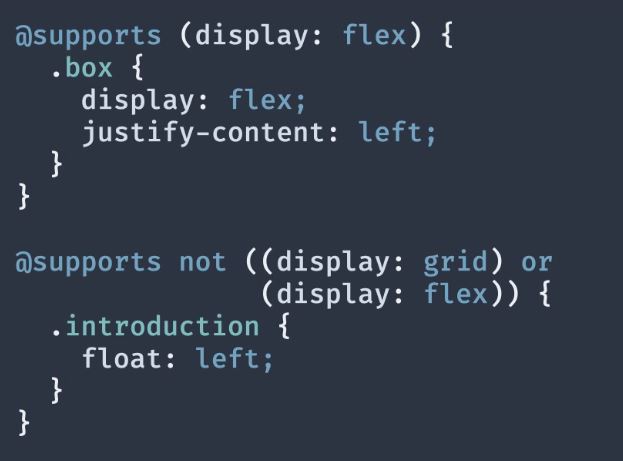 @supports (display: flex) {
  .box {
    display: flex;
    justify-content: left;
  }
}

@supports not ((display: grid) or
               (display: flex)) {
  .introduction {
    float: left;
  }
}